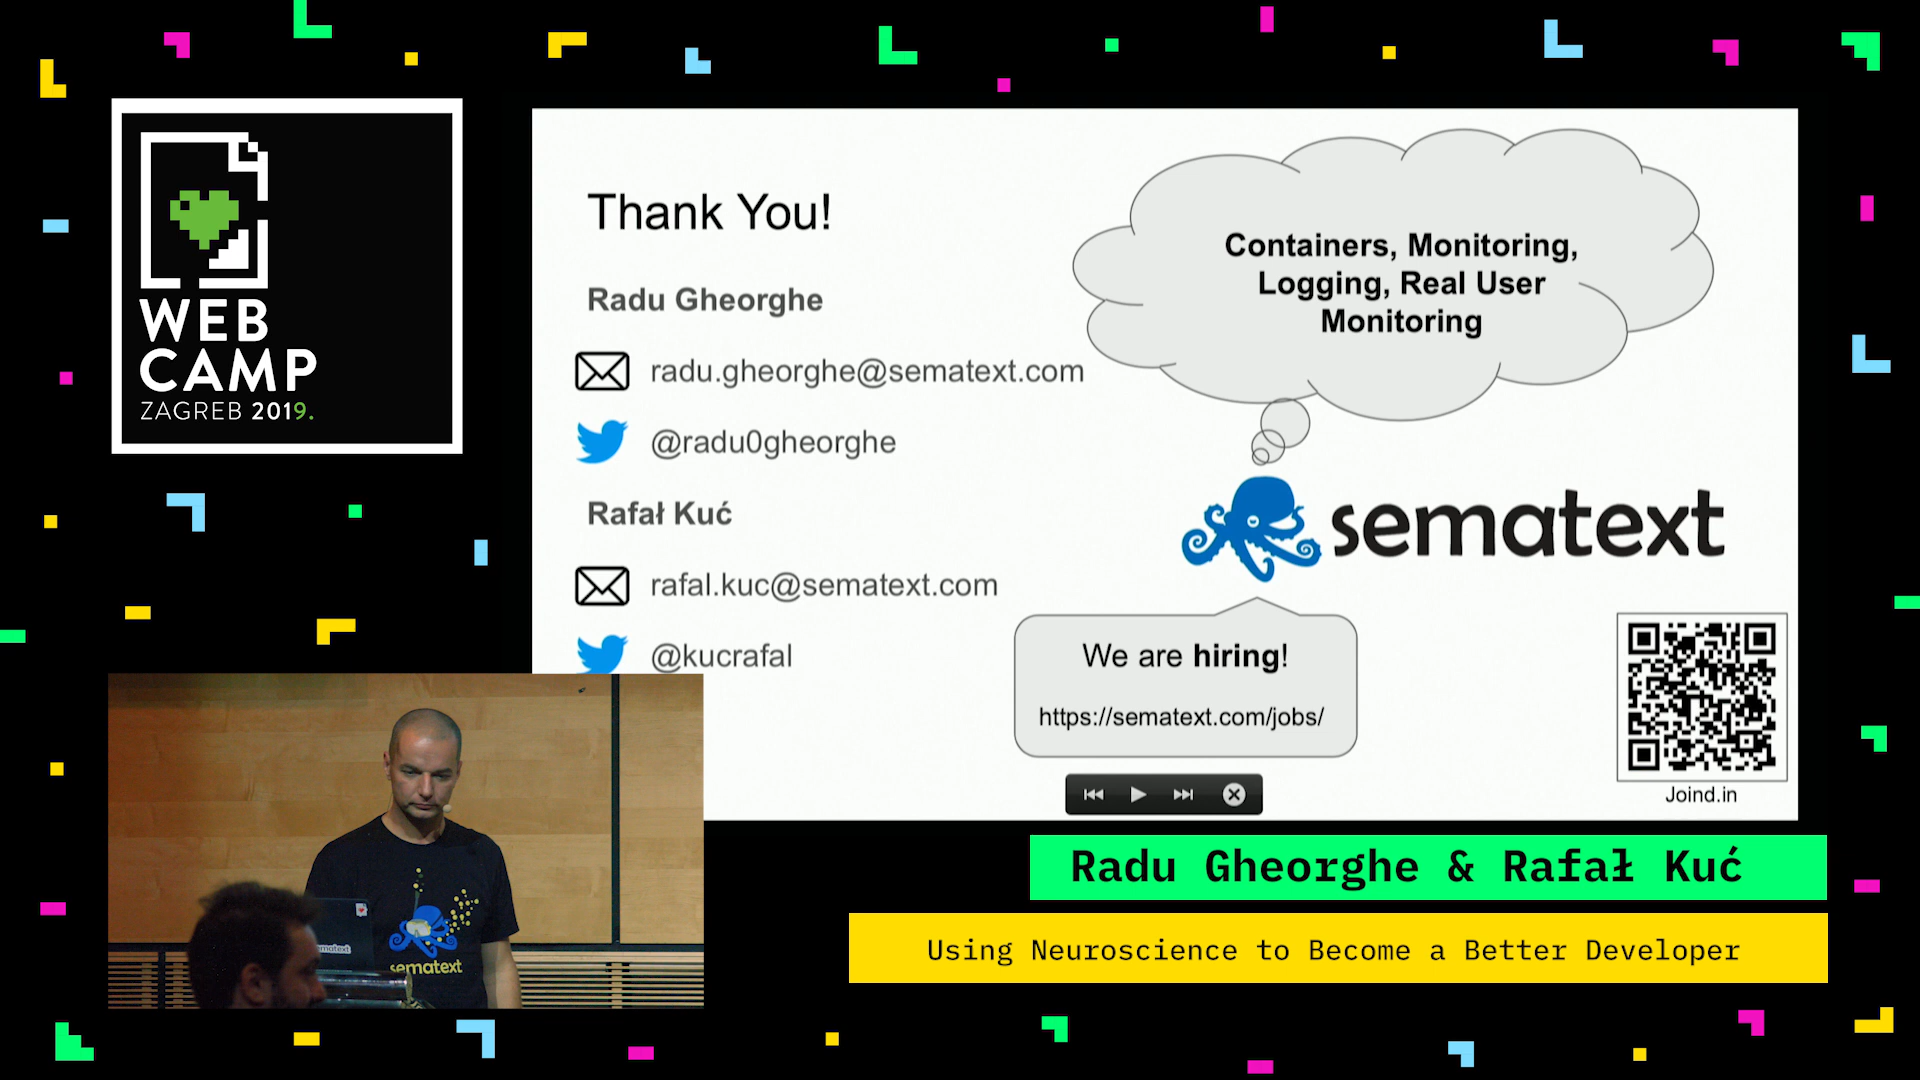 WEB
CAMP
ZAGREB 2019.
Thank You!
Radu Gheorghe
radu.gheorghe@sematext.com
@radu0gheorghe
Rafał Kuć
rafal.kuc@sematext.com
@kucrafal
Containers, Monitoring,
Logging, Real User
Monitoring
sematext
We are hiring!
https://sematext.com/jobs/
Joind.in
sematext
sematext
Radu Gheorghe & Rafał Kuć
Using Neuroscience to Become a Better Developer